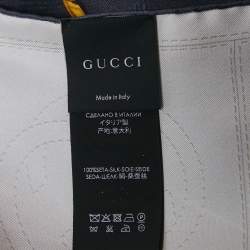 GUCCI
Made in Italy
СДЕЛАНО В ИТАЛИИ
イタリア製
产地:意大利
100%SETA-SILK-SOIE-SEIDE
SEDA-ШЕЛК-絹-桑蚕丝